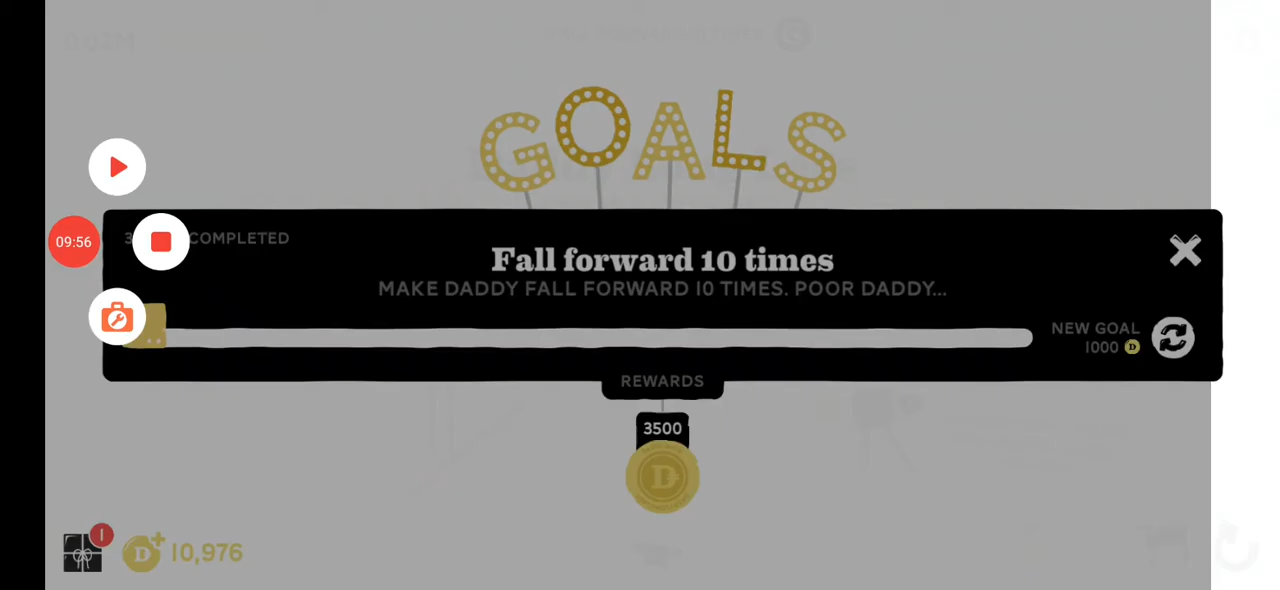 GOALS
COMPLETED
Fall forward 10 times
MAKE DADDY FALL FORWARD 10 TIMES. POOR DADDY...
09:56
NEW GOAL
1000 D
REWARDS
3500
D
1
D 10,976